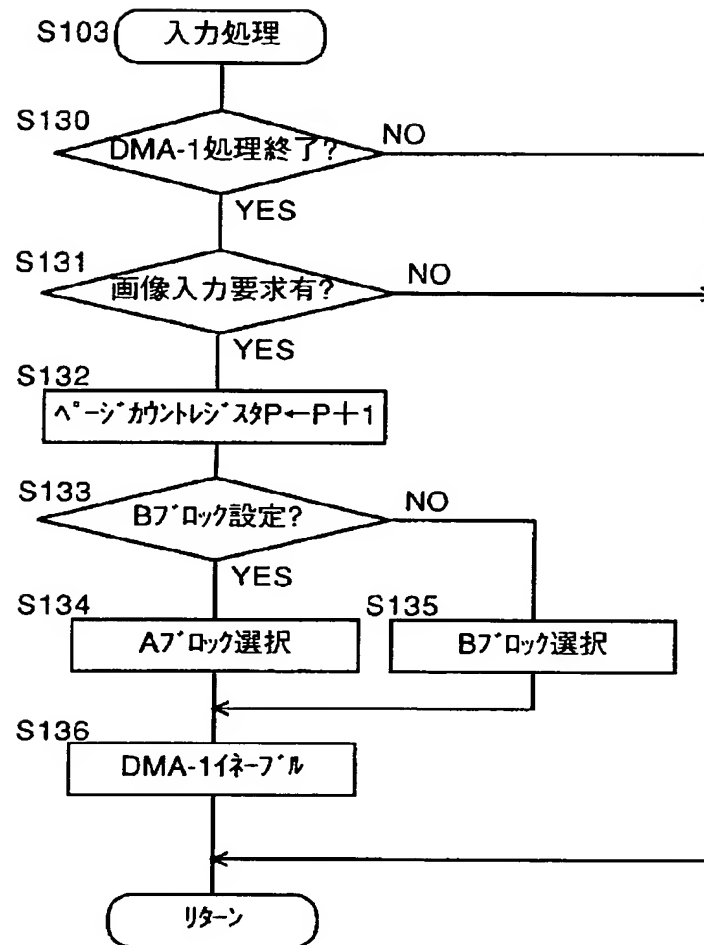 S103
入力処理
S130
DMA-1処理終了?
NO
YES
S131
画像入力要求有?
NO
YES
S132
ページカウントレジスタP←P+1
S133
Bブロック設定?
NO
YES
S134
Aブロック選択
S135
Bブロック選択
S136
DMA-1イネーブル
リターン